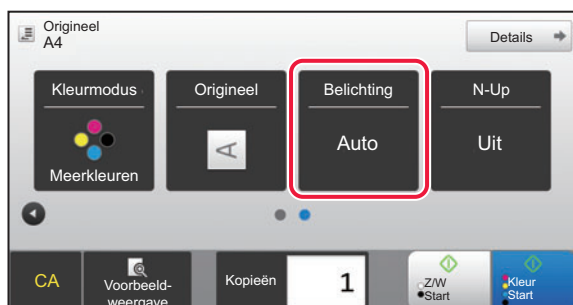 Origineel
A4
Details
Kleurmodus
Origineel
Belichting
N-Up
Meerkleuren
A
Auto
Uit
CA
Voorbeeld-
weergave
Kopieën
1
Z/W
Start
Kleur
Start